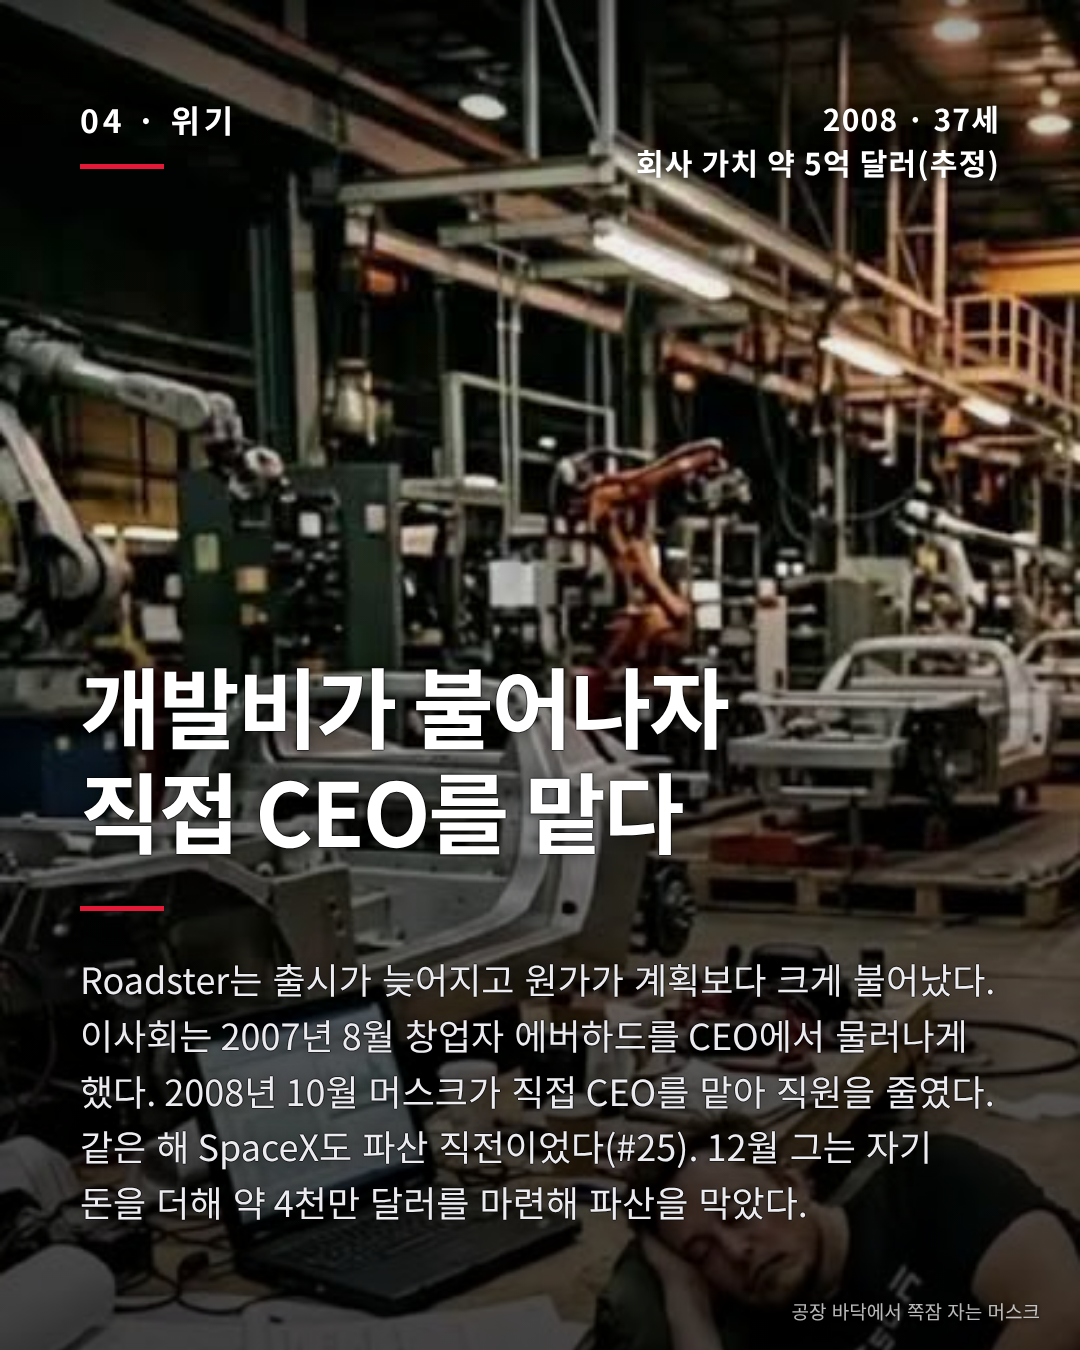 04 · 위기
2008 · 37세
회사 가치 약 5억 달러(추정)
개발비가 불어나자
직접 CEO를 맡다
Roadster는 출시가 늦어지고 원가가 계획보다 크게 불어났다.
이사회는 2007년 8월 창업자 에버하드를 CEO에서 물러나게
했다. 2008년 10월 머스크가 직접 CEO를 맡아 직원을 줄였다.
같은 해 SpaceX도 파산 직전이었다(#25). 12월 그는 자기
돈을 더해 약 4천만 달러를 마련해 파산을 막았다.
공장 바닥에서 쪽잠 자는 머스크